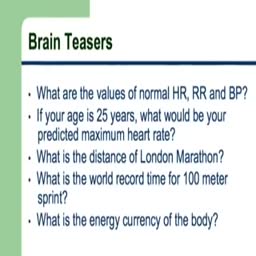 Brain Teasers
• What are the values of normal HR, RR and BP?
• If your age is 25 years, what would be your
predicted maximum heart rate?
• What is the distance of London Marathon?
• What is the world record time for 100 meter
sprint?
• What is the energy currency of the body?